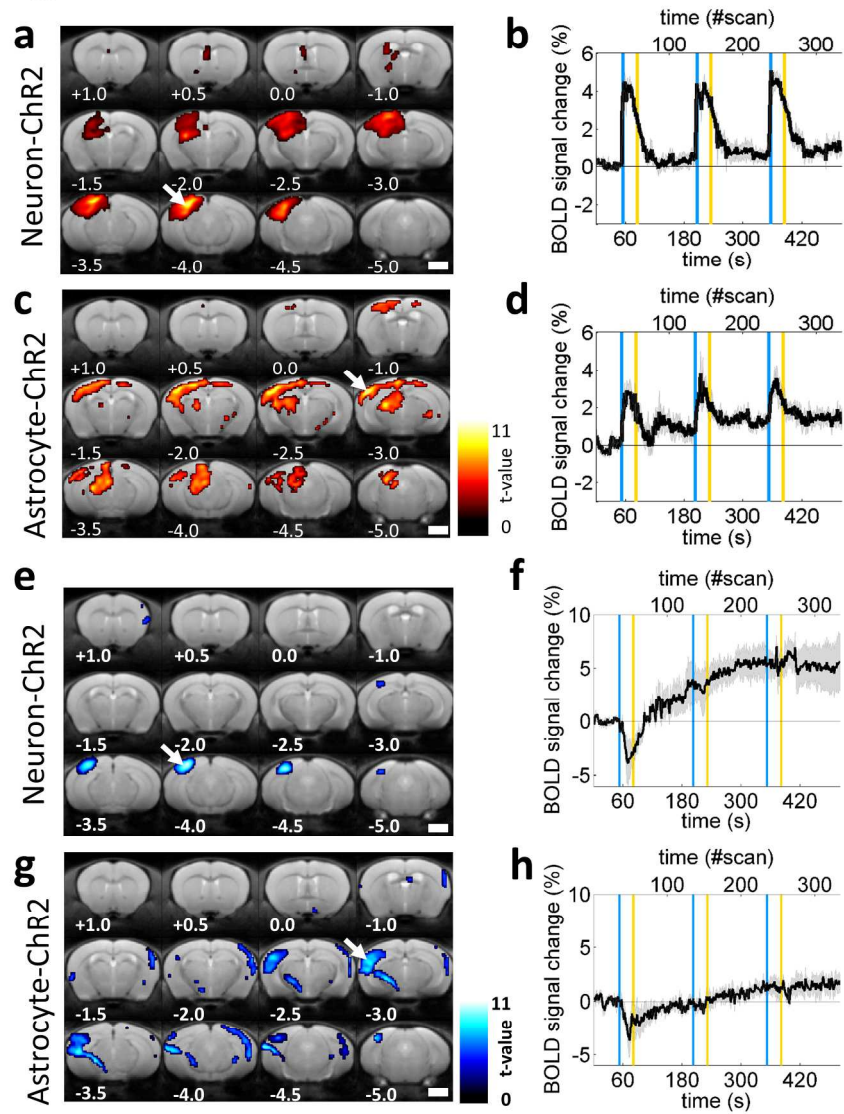 a
Neuron-ChR2
+1.0 +0.5 0.0 -1.0
-1.5 -2.0 -2.5 -3.0
-3.5 -4.0 -4.5 -5.0
b
time (#scan)
100 200 300
BOLD signal change (%)
6
4
2
0
-2
60 180 300 420
time (s)
c
Astrocyte-ChR2
+1.0 +0.5 0.0 -1.0
-1.5 -2.0 -2.5 -3.0
-3.5 -4.0 -4.5 -5.0
11
t-value
0
d
time (#scan)
100 200 300
BOLD signal change (%)
6
4
2
0
-2
60 180 300 420
time (s)
e
Neuron-ChR2
+1.0 +0.5 0.0 -1.0
-1.5 -2.0 -2.5 -3.0
-3.5 -4.0 -4.5 -5.0
f
time (#scan)
100 200 300
BOLD signal change (%)
10
5
0
-5
60 180 300 420
time (s)
g
Astrocyte-ChR2
+1.0 +0.5 0.0 -1.0
-1.5 -2.0 -2.5 -3.0
-3.5 -4.0 -4.5 -5.0
11
t-value
0
h
time (#scan)
100 200 300
BOLD signal change (%)
10
5
0
-5
60 180 300 420
time (s)